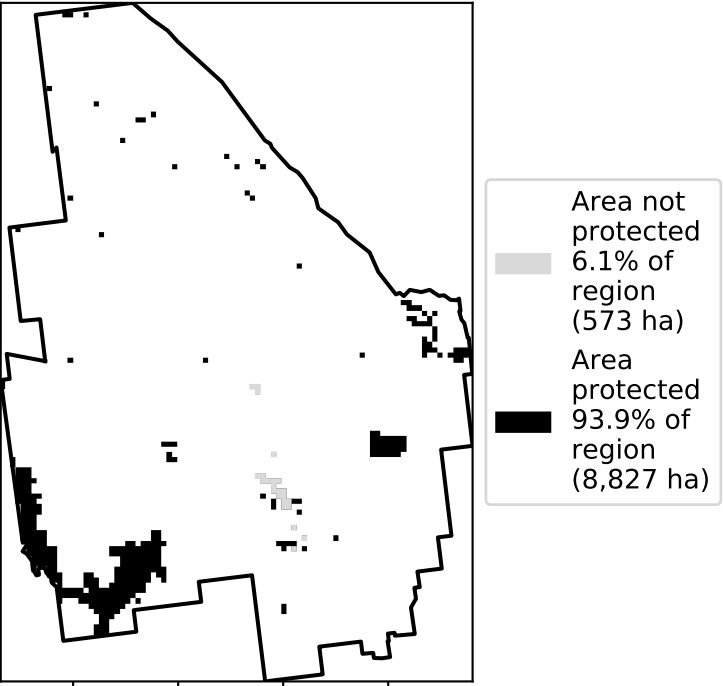 Area not
protected
6.1% of
region
(573 ha)
Area
protected
93.9% of
region
(8,827 ha)